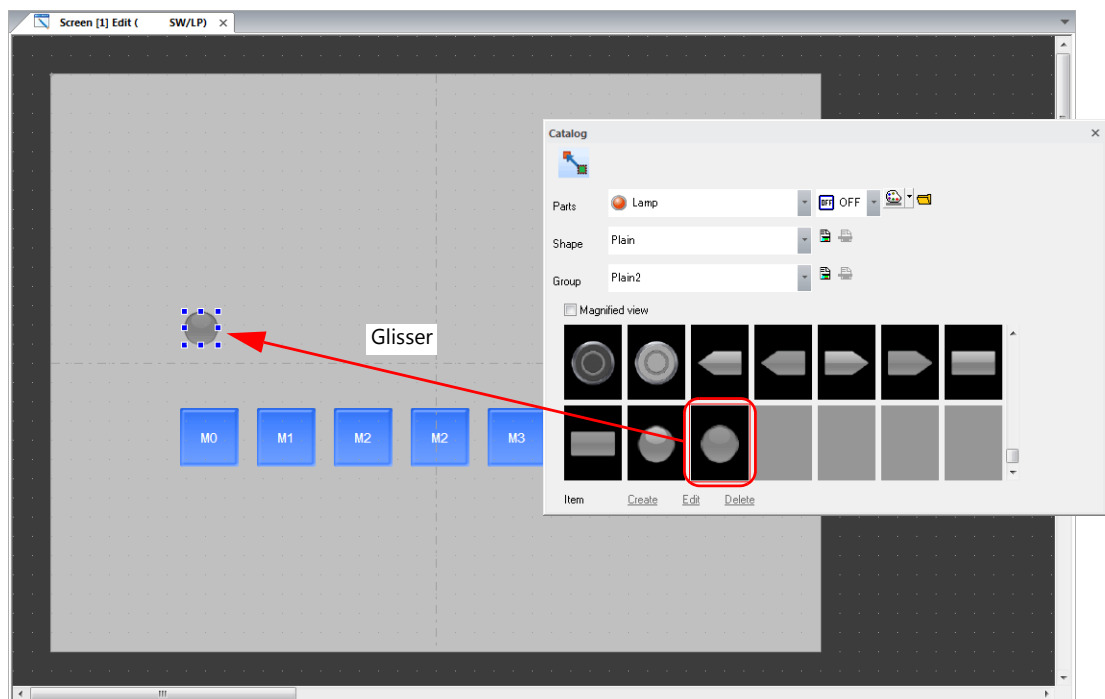 Screen [1] Edit ( SW/LP) ×
Catalog ×
Parts Lamp OFF OFF
Shape Plain
Group Plain2
Magnified view
Glisser
M0 M1 M2 M2 M3
Item Create Edit Delete